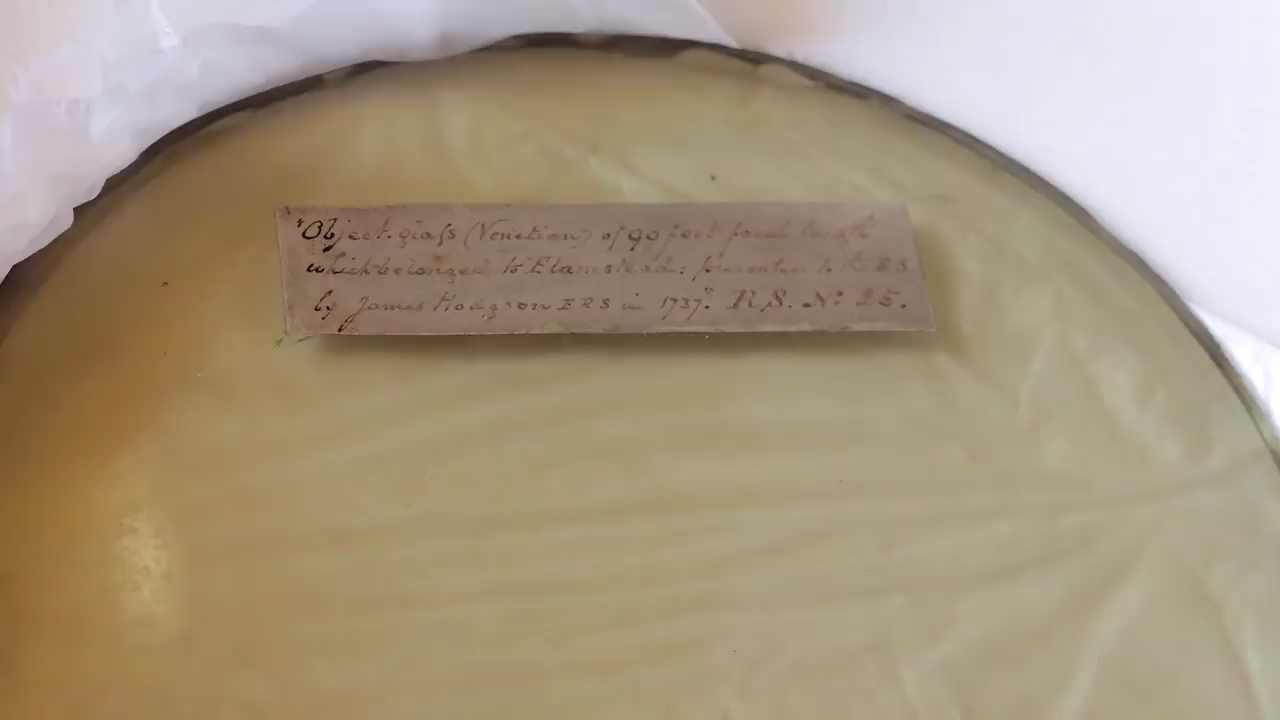 "Object. glaſs (Venetian) of 90 feet focal length
which belonged to Flamstead: presented to the R.S.
by James Hodgson F R S in 1737". R.S. No: 25.